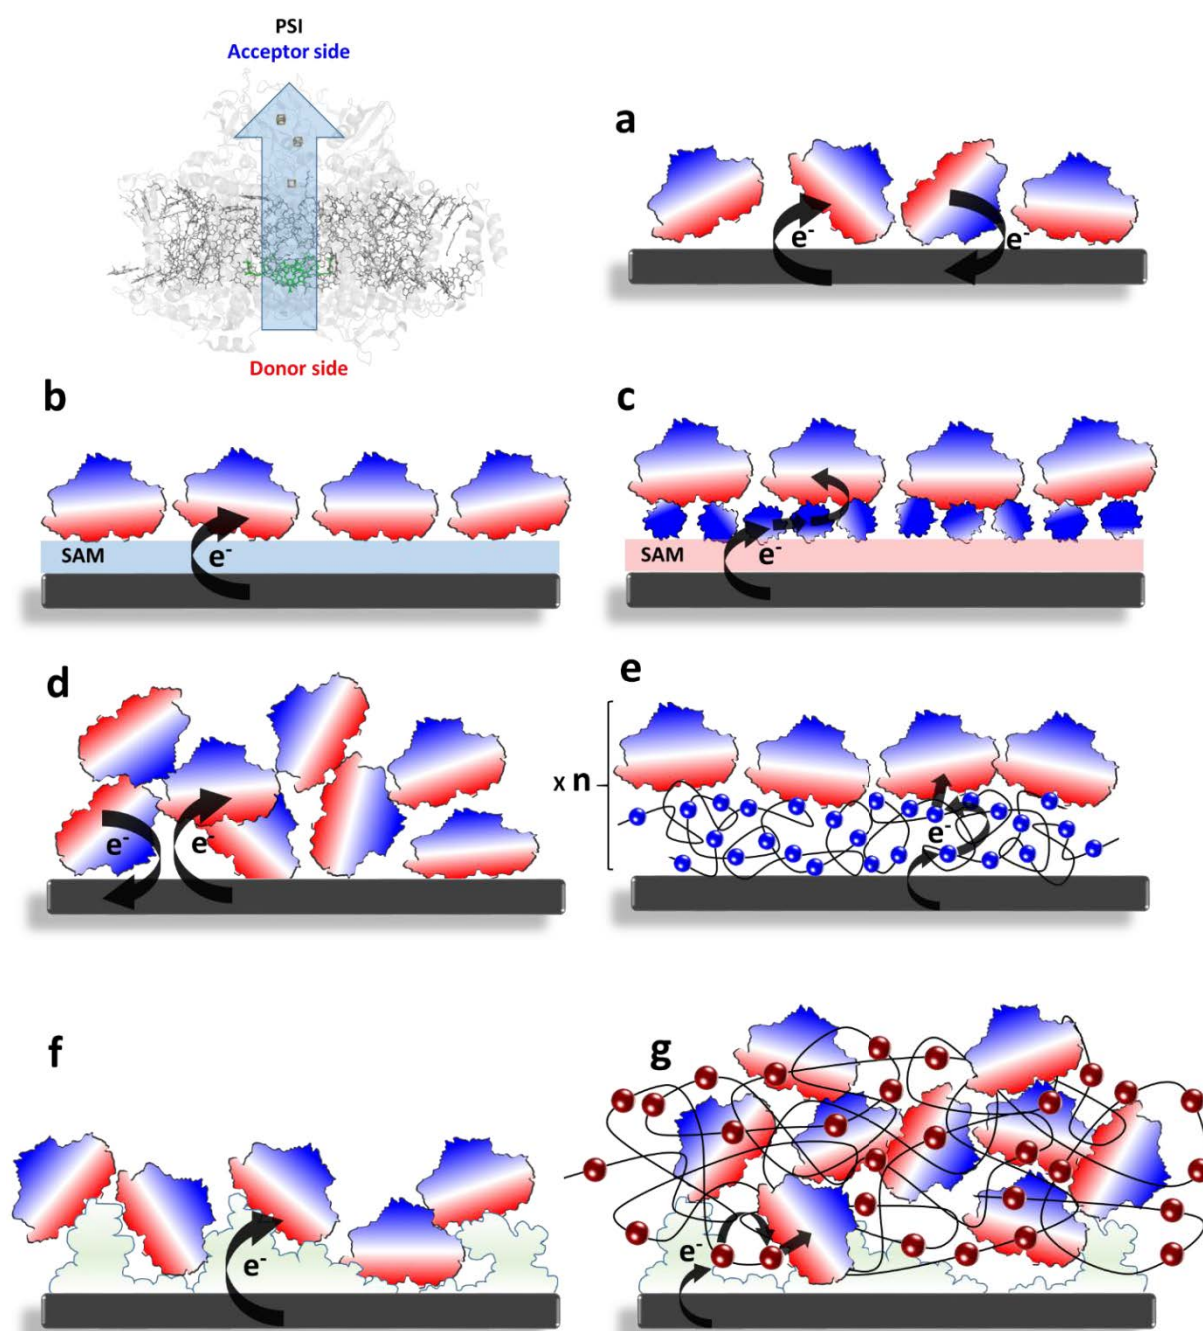 PSI
Acceptor side
Donor side
a
e-
e-
b
SAM
e-
c
SAM
e-
d
e-
e-
e
x n
e-
f
e-
g
e-